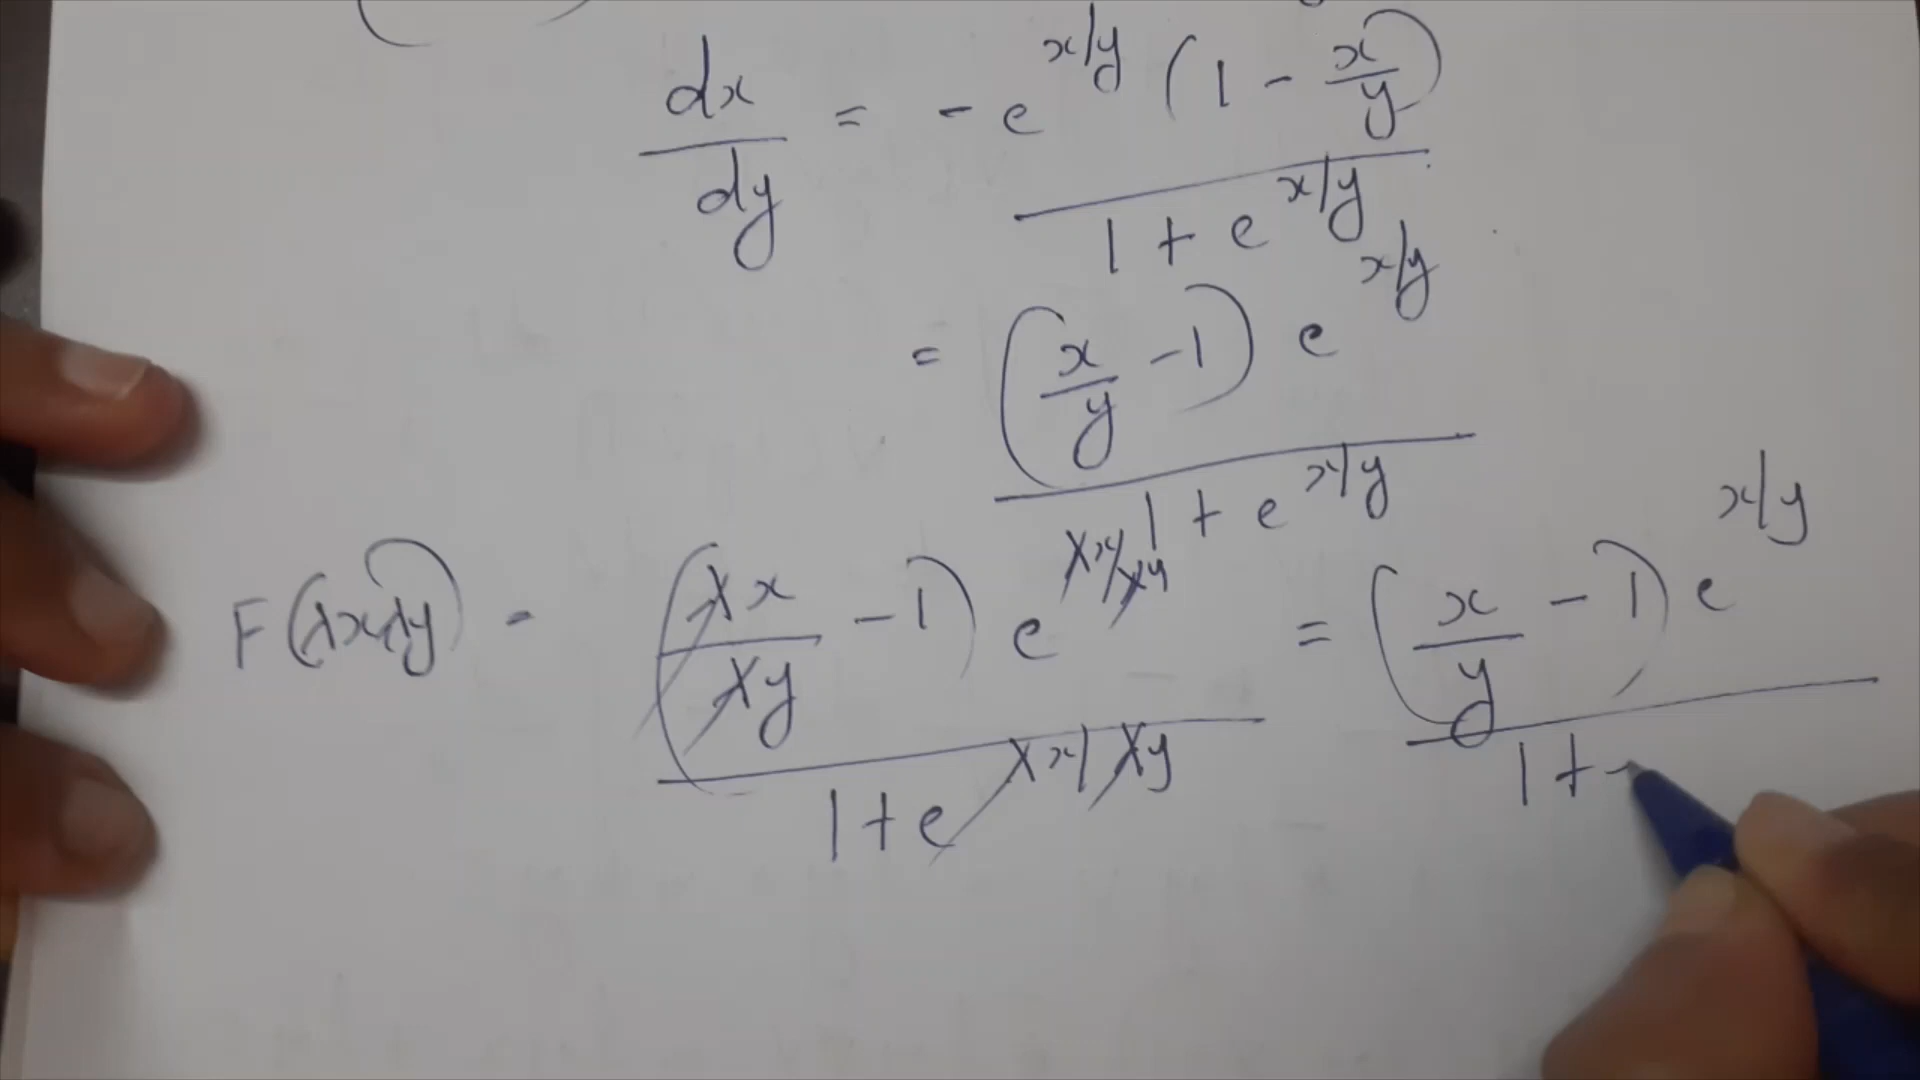 dx/dy = -e^{x/y} (1 - x/y) / 1 + e^{x/y}
= (x/y - 1) e^{x/y} / 1 + e^{x/y}
F(λx, λy) = (λx/λy - 1) e^{λx/λy} / 1 + e^{λx/λy} = (x/y - 1) e^{x/y} / 1 +